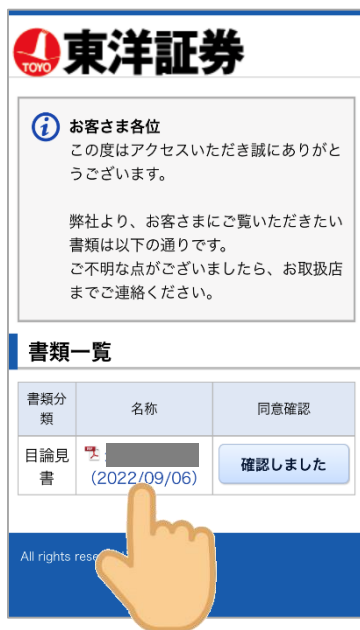 TOYO
東洋証券
お客さま各位
この度はアクセスいただき誠にありがと
うございます。
弊社より、お客さまにご覧いただきたい
書類は以下の通りです。
ご不明な点がございましたら、お取扱店
までご連絡ください。
書類一覧
書類分
類
名称
同意確認
目論見
書
(2022/09/06)
確認しました
All rights